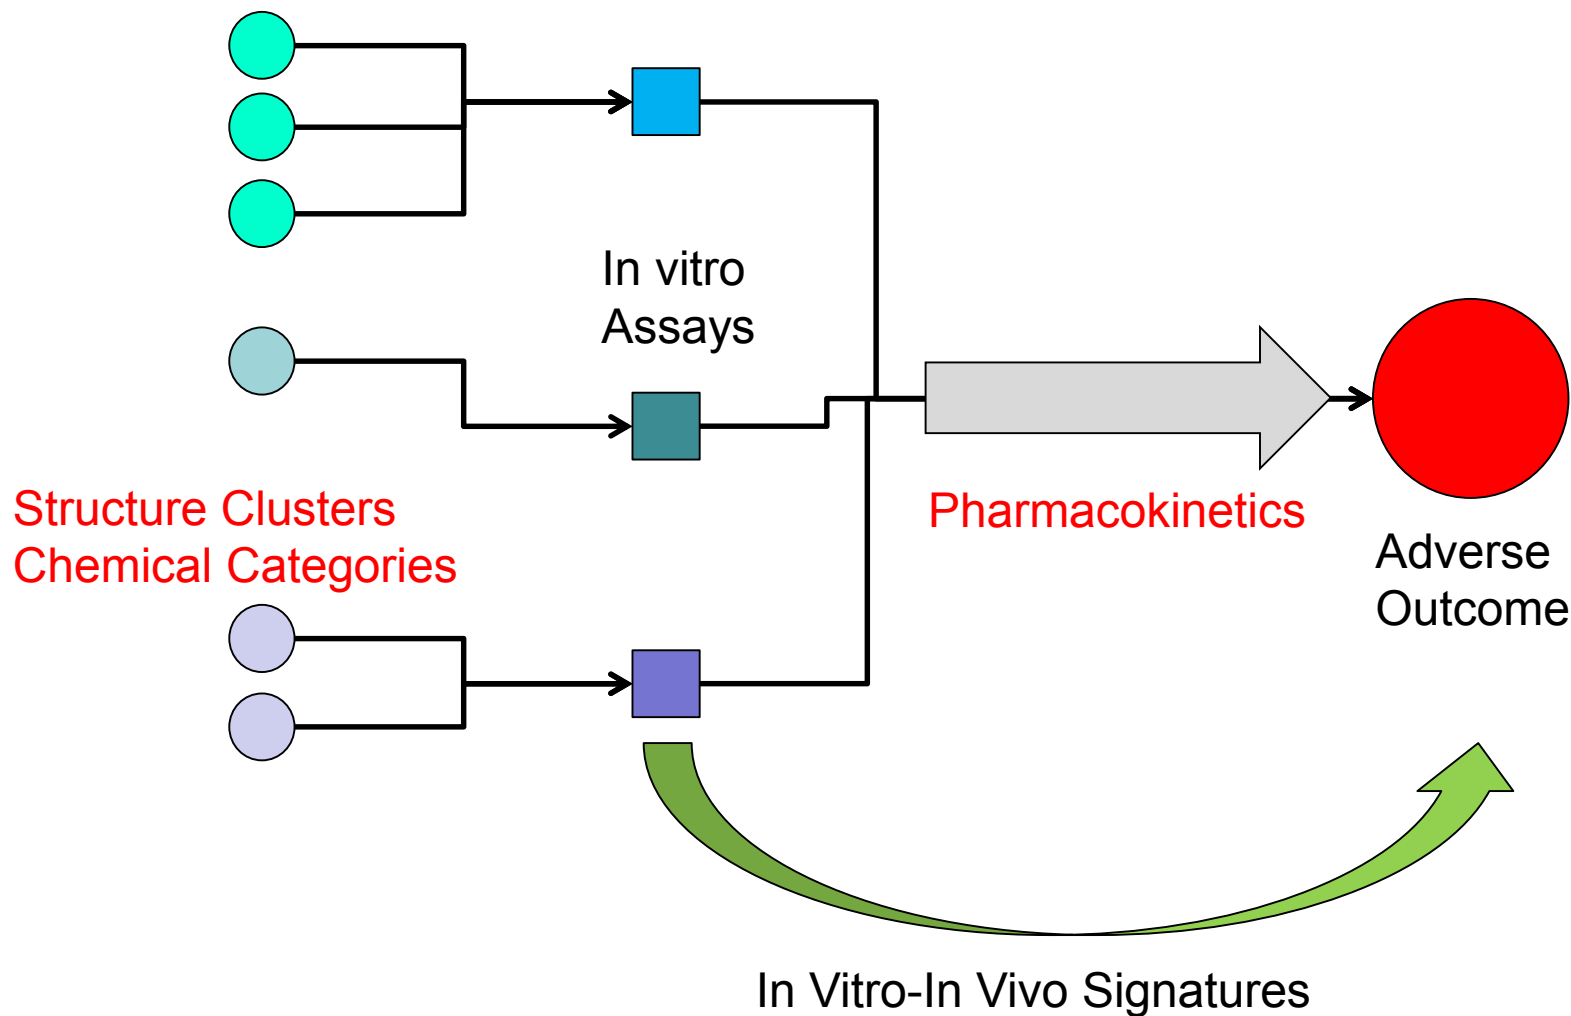 In vitro
Assays
Structure Clusters
Chemical Categories
Pharmacokinetics
Adverse
Outcome
In Vitro-In Vivo Signatures